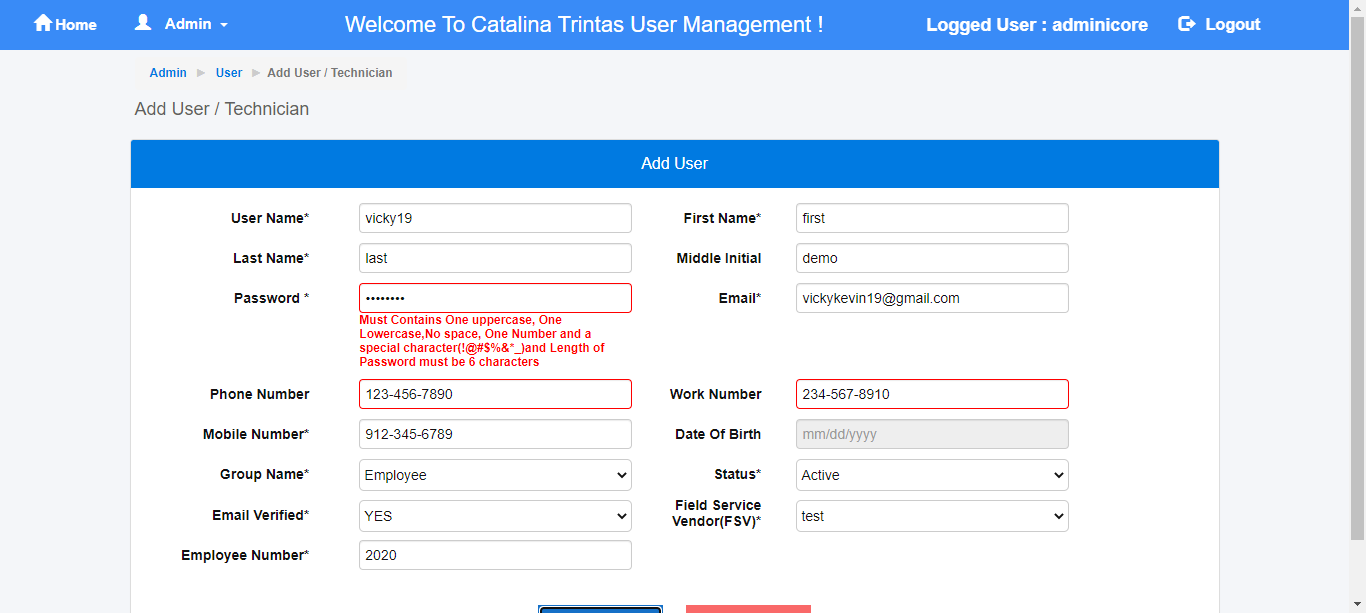 Home Admin Welcome To Catalina Trintas User Management ! Logged User : adminicore Logout
Admin User Add User / Technician
Add User / Technician
Add User
User Name* vicky19 First Name* first
Last Name* last Middle Initial demo
Password * •••••••• Email* vickykevin19@gmail.com
Must Contains One uppercase, One
Lowercase,No space, One Number and a
special character(!@#$%&*_)and Length of
Password must be 6 characters
Phone Number 123-456-7890 Work Number 234-567-8910
Mobile Number* 912-345-6789 Date Of Birth mm/dd/yyyy
Group Name* Employee Status* Active
Email Verified* YES Field Service
Vendor(FSV)* test
Employee Number* 2020